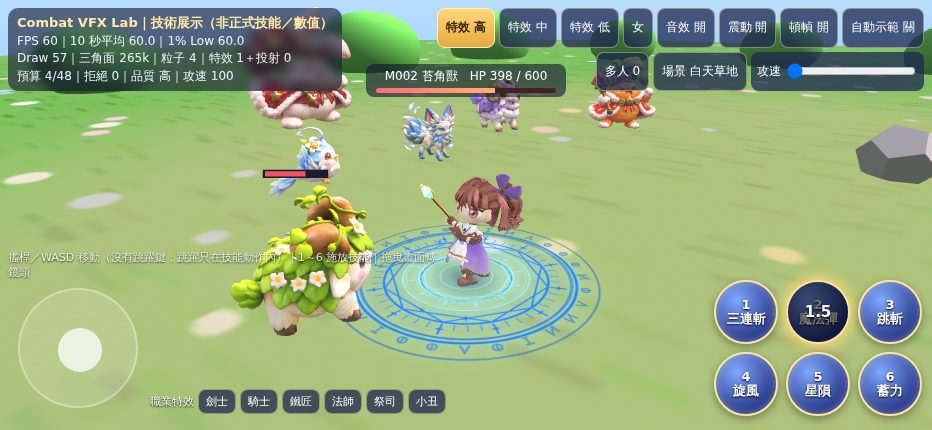 Combat VFX Lab｜技術展示（非正式技能／數值）
FPS 60｜10 秒平均 60.0｜1% Low 60.0
Draw 57｜三角面 265k｜粒子 4｜特效 1＋投射 0
預算 4/48｜拒絕 0｜品質 高｜攻速 100
特效 高
特效 中
特效 低
女
音效 開
震動 開
頓幀 開
自動示範 關
多人 0
場景 白天草地
攻速
M002 苔角獸 HP 398 / 600
搖桿／WASD 移動（沒有跳躍鍵；跳躍只在技能動作內）｜1～6 施放技能｜拖曳畫面轉
鏡頭
1
三連斬
2
魔法彈
1.5
3
跳斬
4
旋風
5
星隕
6
蓄力
職業特效
劍士
騎士
鐵匠
法師
祭司
小丑